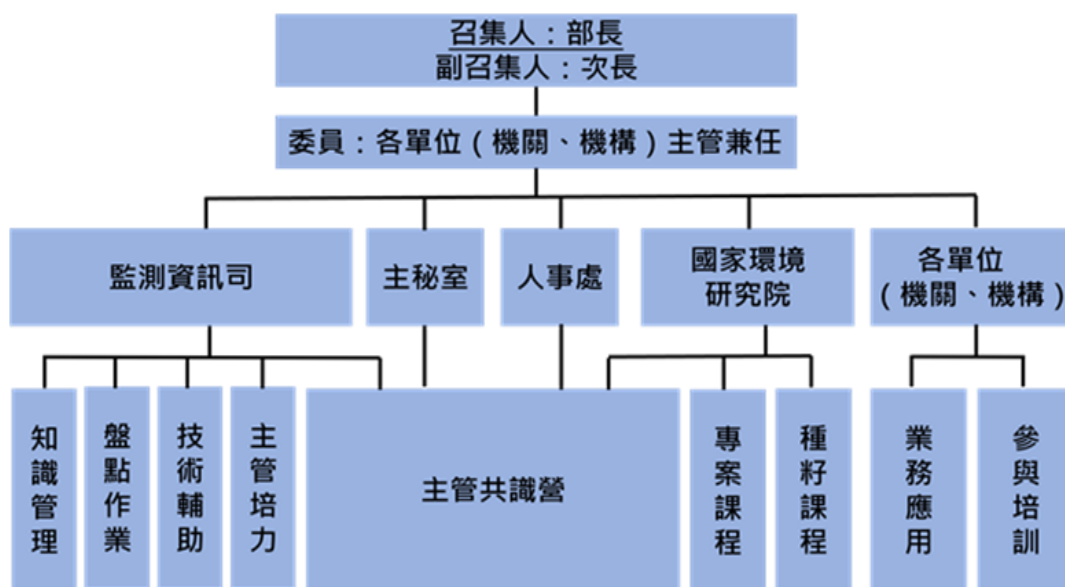 召集人：部長
副召集人：次長
委員：各單位（機關、機構）主管兼任
監測資訊司
主秘室
人事處
國家環境
研究院
各單位
（機關、機構）
知識管理
盤點作業
技術輔助
主管培力
主管共識營
專案課程
種籽課程
業務應用
參與培訓